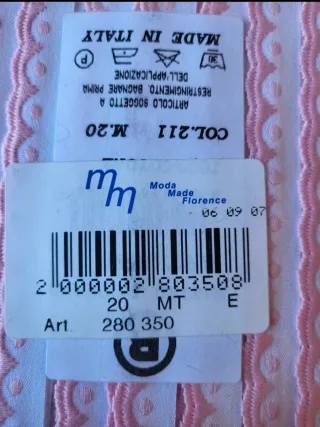 MADE IN ITALY
30 P
ARTICOLO SOGGETTO A
RESTRINGIMENTO. BAGNARE PRIMA
DELL'APPLICAZIONE
COL.211 M.20
mm
Moda
Made
Florence
06 09 07
2 000002 803508
20 MT E
Art. 280 350
R